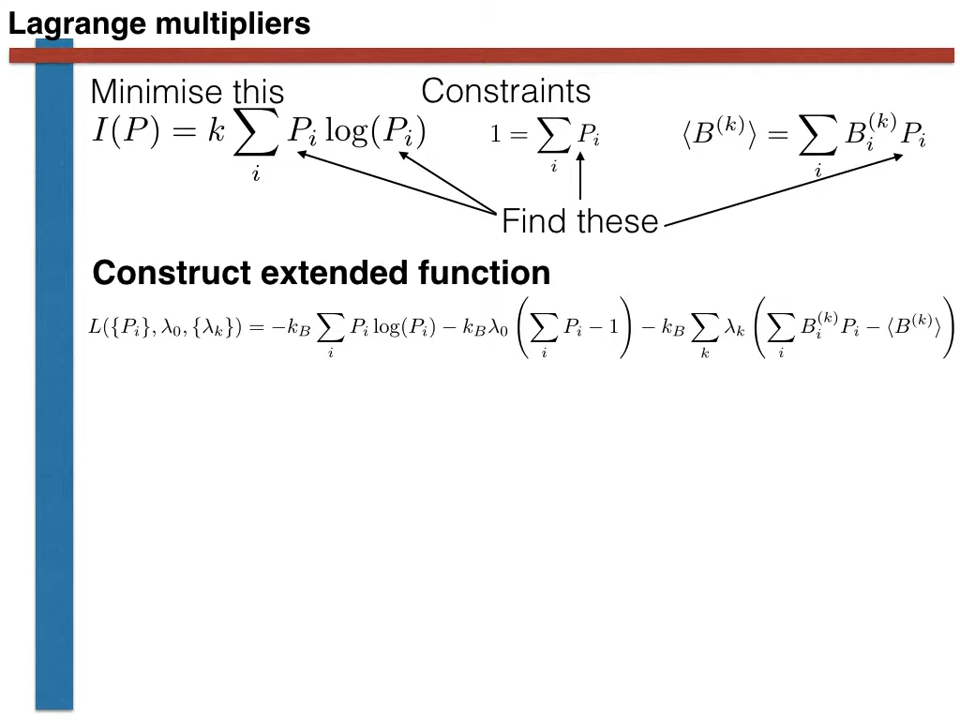 Lagrange multipliers
Minimise this Constraints
I(P) = k ∑_i P_i log(P_i) 1 = ∑_i P_i ⟨B^(k)⟩ = ∑_i B_i^(k) P_i
Find these
Construct extended function
L({P_i}, λ_0, {λ_k}) = −k_B ∑_i P_i log(P_i) − k_B λ_0 (∑_i P_i − 1) − k_B ∑_k λ_k (∑_i B_i^(k) P_i − ⟨B^(k)⟩)